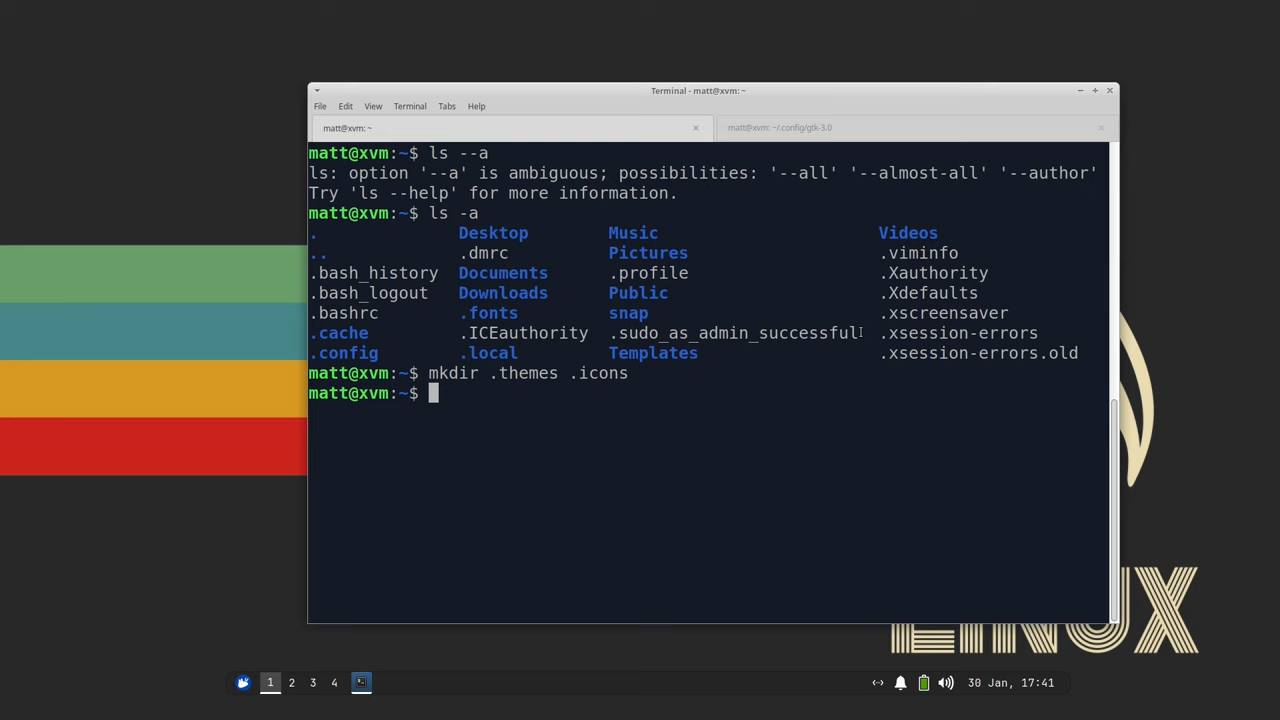 Terminal - matt@xvm: ~
File Edit View Terminal Tabs Help
matt@xvm: ~ matt@xvm: ~/.config/gtk-3.0
matt@xvm:~$ ls --a
ls: option '--a' is ambiguous; possibilities: '--all' '--almost-all' '--author'
Try 'ls --help' for more information.
matt@xvm:~$ ls -a
. Desktop Music Videos
.. .dmrc Pictures .viminfo
.bash_history Documents .profile .Xauthority
.bash_logout Downloads Public .Xdefaults
.bashrc .fonts snap .xscreensaver
.cache .ICEauthority .sudo_as_admin_successful .xsession-errors
.config .local Templates .xsession-errors.old
matt@xvm:~$ mkdir .themes .icons
matt@xvm:~$
LINUX
1 2 3 4 30 Jan, 17:41